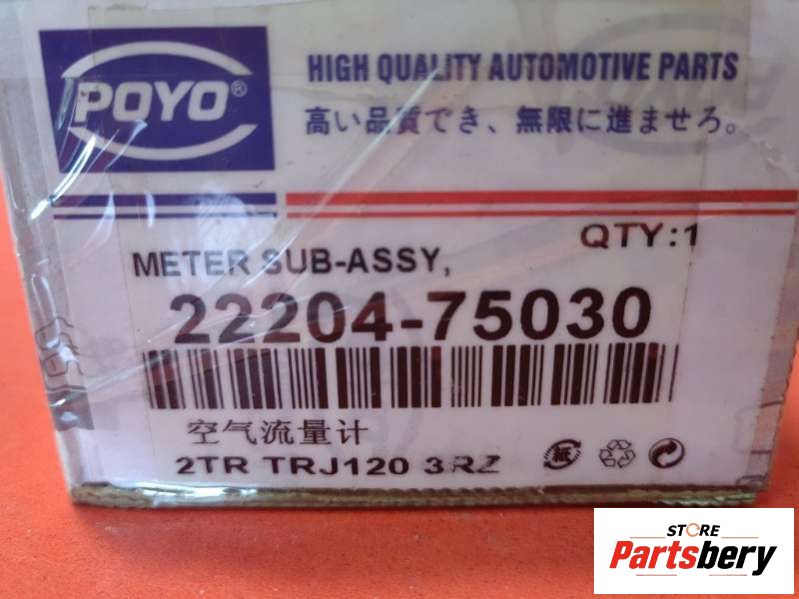 POYO®
HIGH QUALITY AUTOMOTIVE PARTS
高い品質でき、無限に進ませろ。
QTY:1
METER SUB-ASSY,
22204-75030
空气流量计
2TR TRJ120 3RZ
紙
STORE
Partsbery